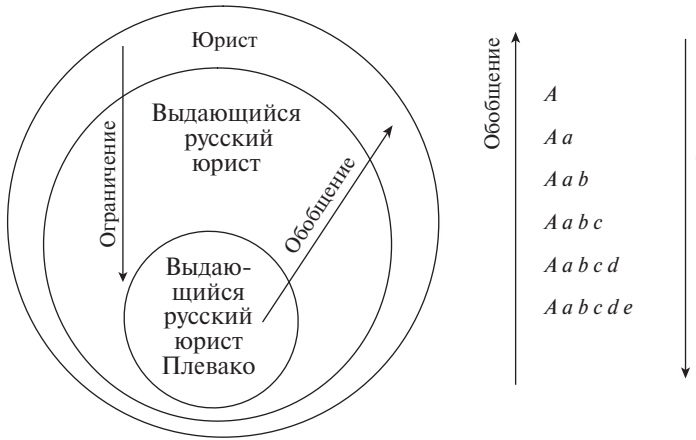 Юрист
Выдающийся
русский
юрист
Ограничение
Обобщение
Выдаю-
щийся
русский
юрист
Плевако
Обобщение
A
A a
A a b
A a b c
A a b c d
A a b c d e